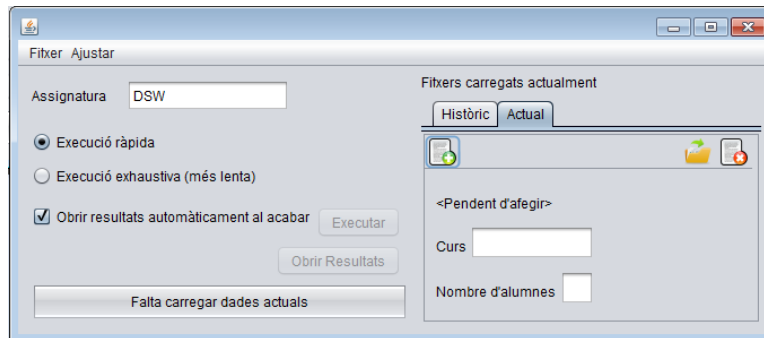 Fitxer Ajustar
Assignatura DSW
Execució ràpida
Execució exhaustiva (més lenta)
Obrir resultats automàticament al acabar
Executar
Obrir Resultats
Falta carregar dades actuals
Fitxers carregats actualment
Històric Actual
<Pendent d'afegir>
Curs
Nombre d'alumnes